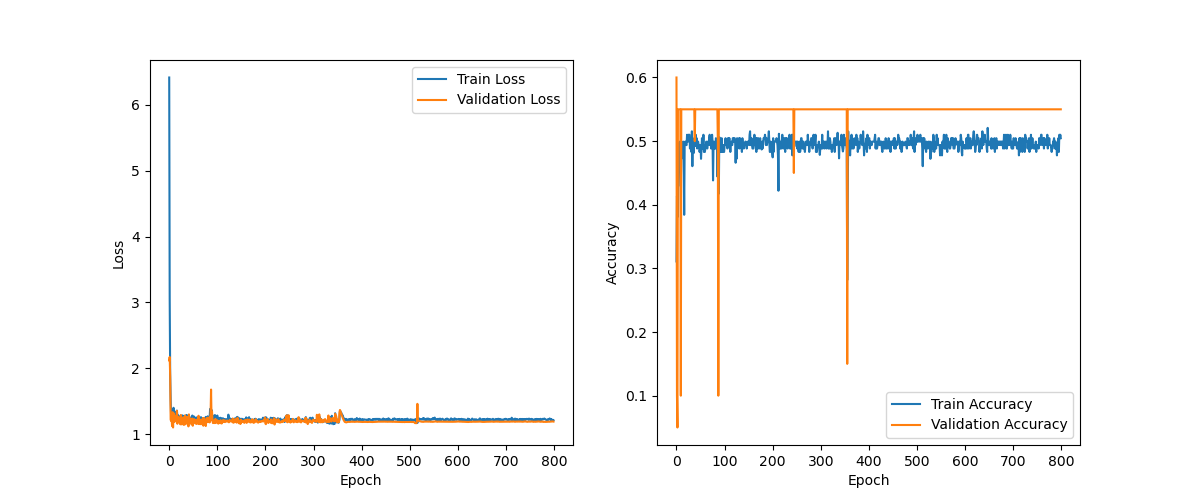 Train Loss
Validation Loss
6
5
4
3
2
1
Loss
0 100 200 300 400 500 600 700 800
Epoch
0.6
0.5
0.4
0.3
0.2
0.1
Accuracy
Train Accuracy
Validation Accuracy
0 100 200 300 400 500 600 700 800
Epoch